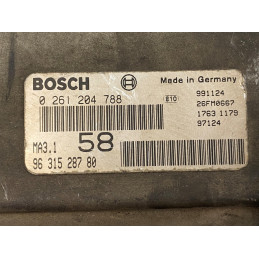 BOSCH Made in Germany
0 261 204 788 E10 991124
26FM0667
1763 1179
97124
MA3.1 58
96 315 287 80